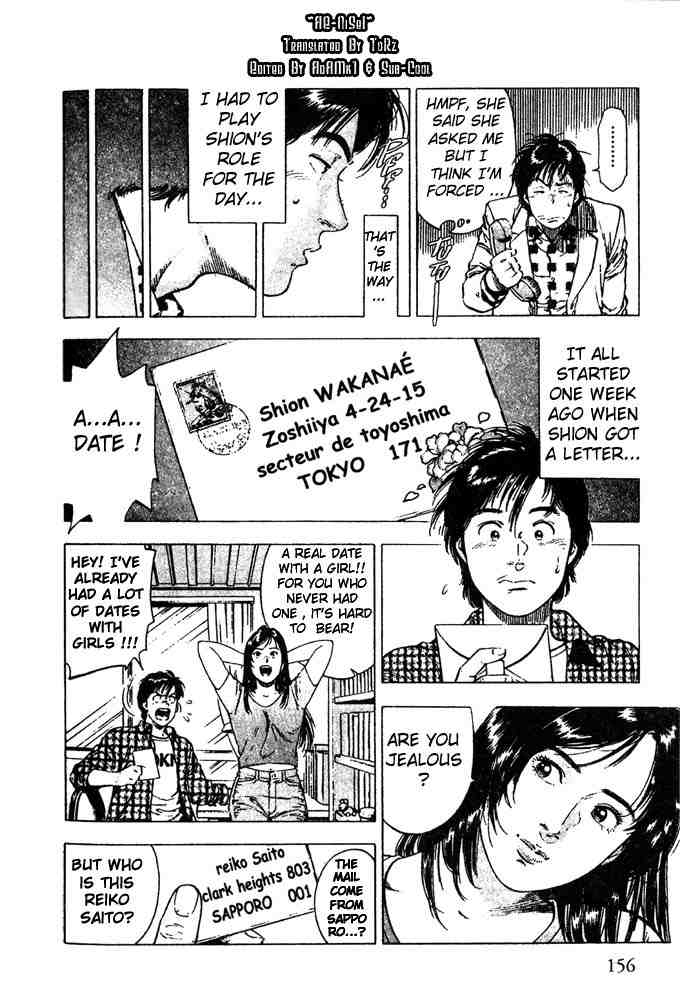 "AE-NiSei"
Translated By ToRz
Edited By AdAMk1 & Sub-Cool
HMPF, SHE
SAID SHE
ASKED ME
BUT I
THINK I'M
FORCED ...
.........
I HAD TO
PLAY
SHION'S
ROLE
FOR THE
DAY...
THAT
'S
THE
WAY
...
IT ALL
STARTED
ONE WEEK
AGO WHEN
SHION GOT
A LETTER...
Shion WAKANAÉ
Zoshiiya 4-24-15
secteur de toyoshima
TOKYO 171
A...A...
DATE !
A REAL DATE
WITH A GIRL!!
FOR YOU WHO
NEVER HAD
ONE , IT'S HARD
TO BEAR!
HEY! I'VE
ALREADY
HAD A LOT
OF DATES
WITH
GIRLS !!!
ARE YOU
JEALOUS
?
THE
MAIL
COME
FROM
SAPPO
RO...?
reiko Saito
clark heights 803
SAPPORO 001
BUT WHO
IS THIS
REIKO
SAITO?
156